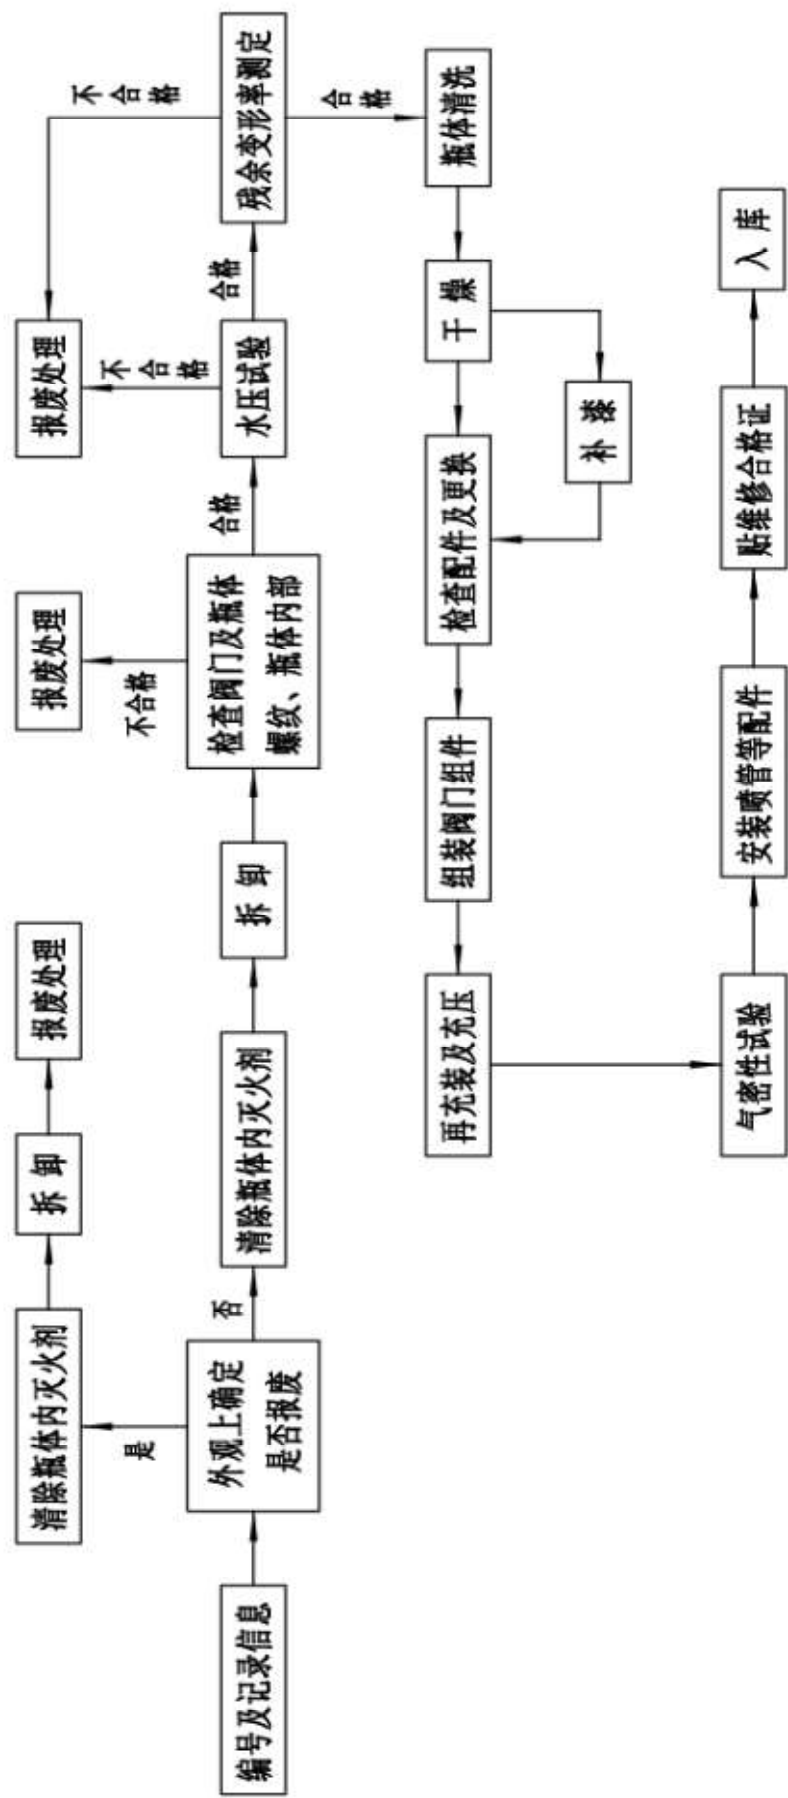 清除瓶体内灭火剂
拆卸
报废处理
报废处理
报废处理
是
不合格
不合格
不合格
编号及记录信息
外观上确定
是否报废
否
清除瓶体内灭火剂
拆卸
检查阀门及瓶体
螺纹、瓶体内部
合格
水压试验
合格
残余变形率测定
合格
再充装及充压
组装阀门组件
检查配件及更换
干燥
瓶体清洗
补漆
气密性试验
安装喷管等配件
贴维修合格证
入库